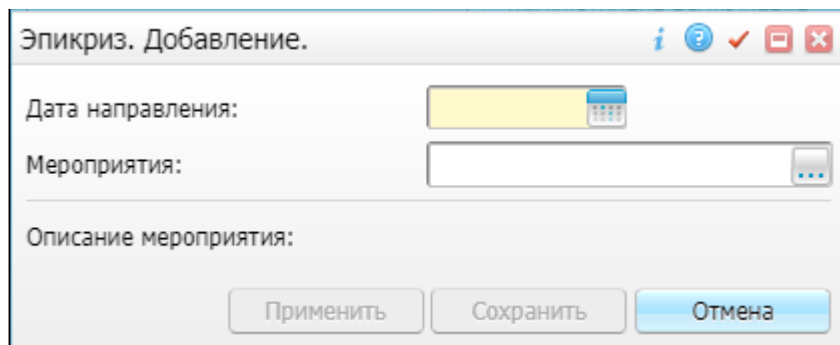 Эпикриз. Добавление.
Дата направления:
Мероприятия:
...
Описание мероприятия:
Применить Сохранить Отмена